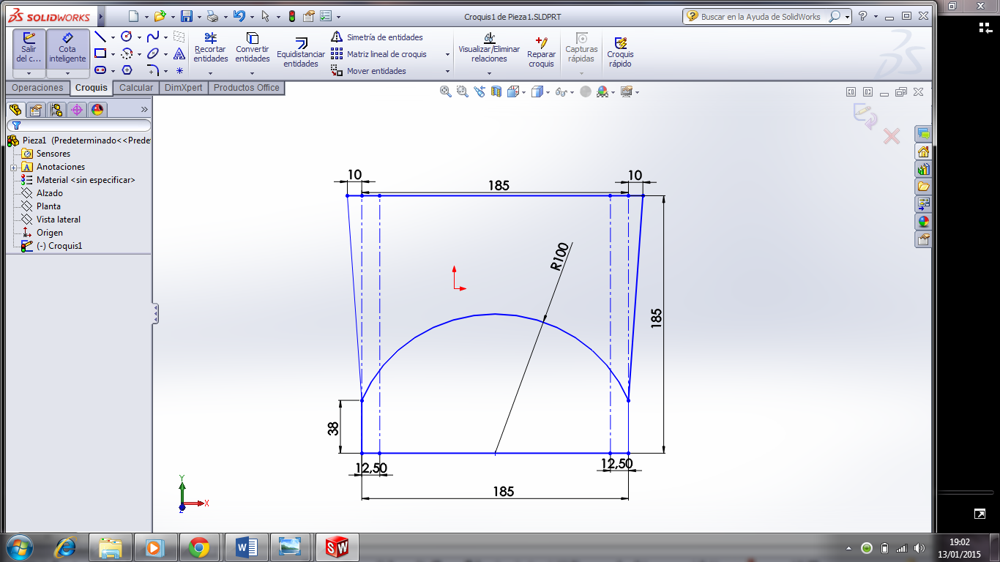 SOLIDWORKS
Croquis1 de Pieza1.SLDPRT
Buscar en la Ayuda de SolidWorks
?
Salir
del c...
Cota
inteligente
Recortar
entidades
Convertir
entidades
Equidistanciar
entidades
Simetría de entidades
Matriz lineal de croquis
Mover entidades
Visualizar/Eliminar
relaciones
Reparar
croquis
Capturas
rápidas
Croquis
rápido
Operaciones
Croquis
Calcular
DimXpert
Productos Office
»
Pieza1 (Predeterminado<<Prede
Sensores
Anotaciones
Material <sin especificar>
Alzado
Planta
Vista lateral
Origen
(-) Croquis1
10
185
10
R100
185
38
12,50
12,50
185
Y
X
Z
19:02
13/01/2015